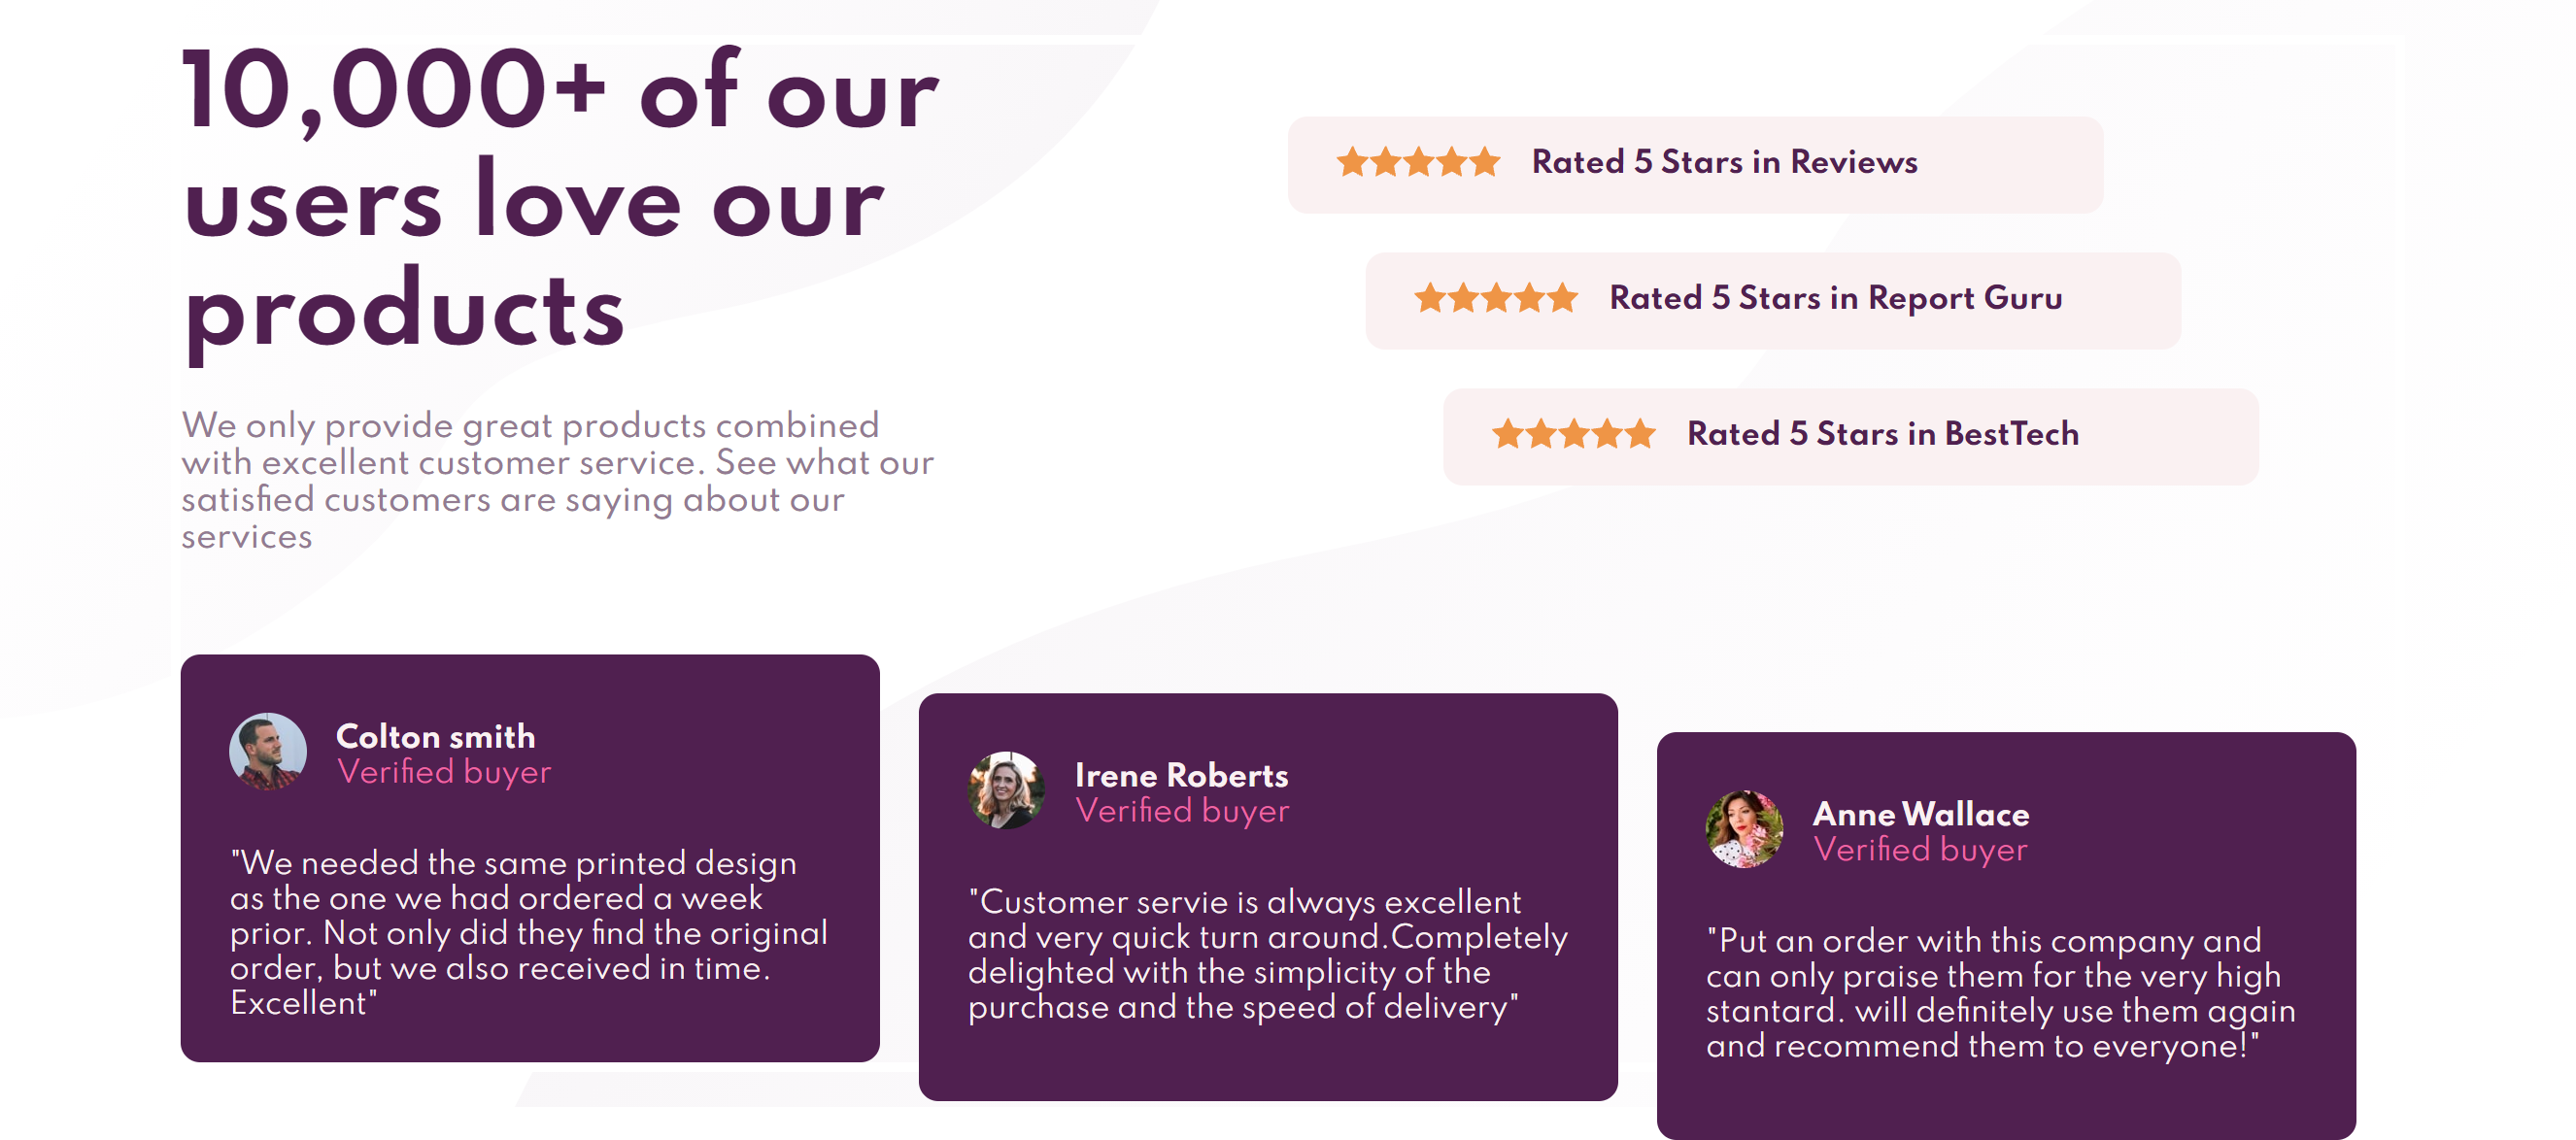 10,000+ of our
users love our
products
We only provide great products combined
with excellent customer service. See what our
satisfied customers are saying about our
services
Rated 5 Stars in Reviews
Rated 5 Stars in Report Guru
Rated 5 Stars in BestTech
Colton smith
Verified buyer
"We needed the same printed design
as the one we had ordered a week
prior. Not only did they find the original
order, but we also received in time.
Excellent"
Irene Roberts
Verified buyer
"Customer servie is always excellent
and very quick turn around.Completely
delighted with the simplicity of the
purchase and the speed of delivery"
Anne Wallace
Verified buyer
"Put an order with this company and
can only praise them for the very high
stantard. will definitely use them again
and recommend them to everyone!"